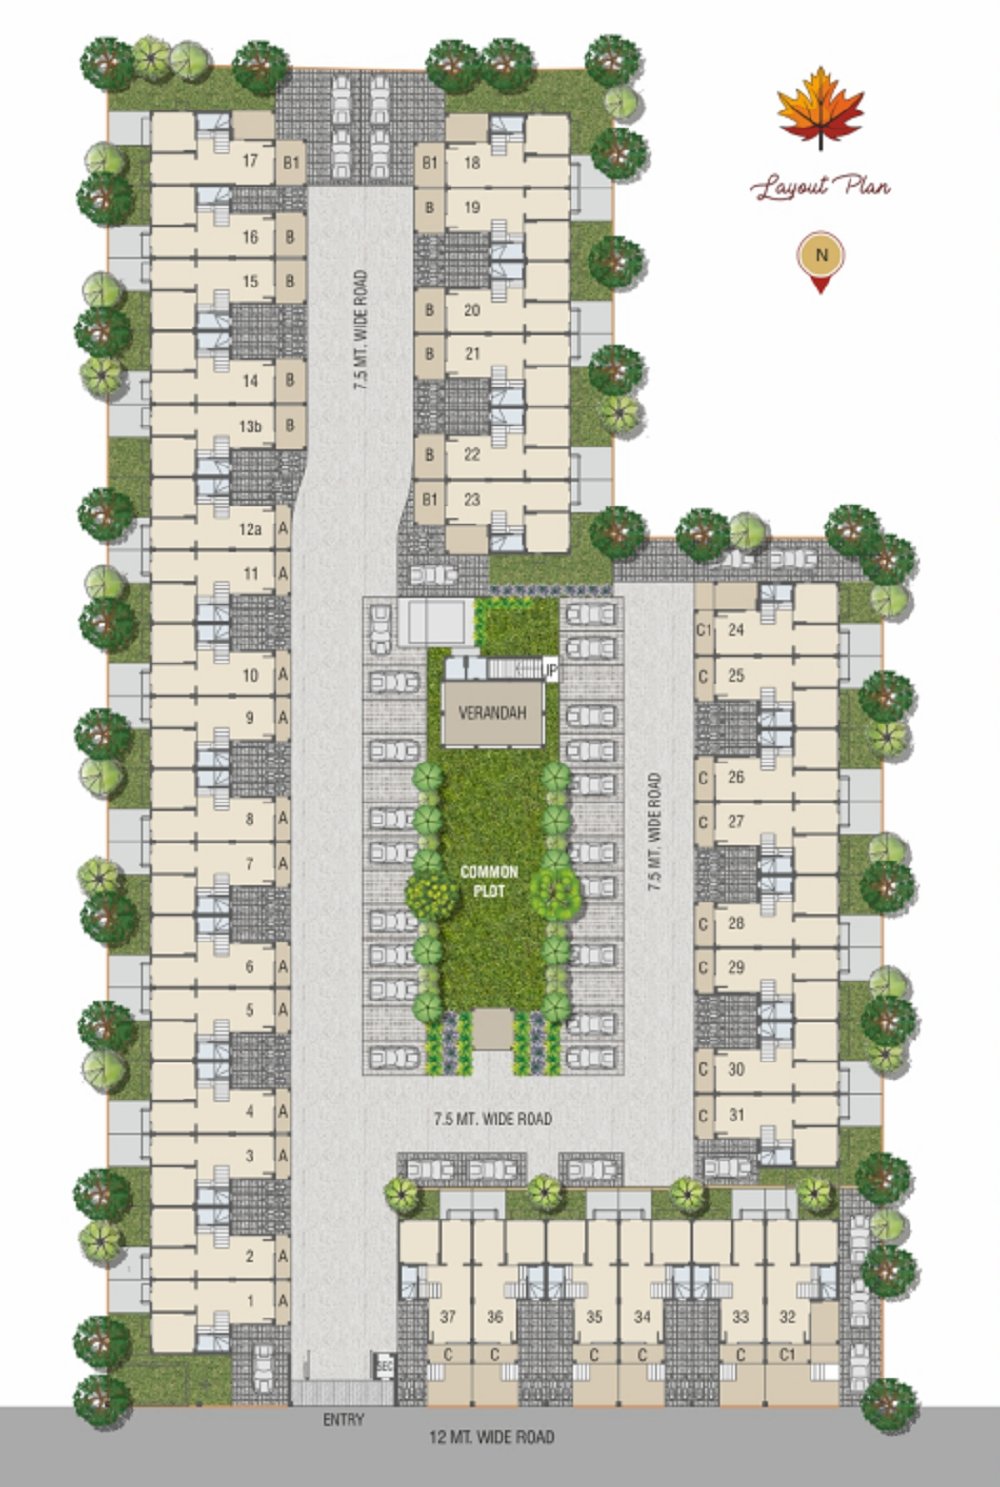 Layout Plan
N
17 B1
B1 18
B 19
16 B
15 B
B 20
B 21
14 B
13b B
B 22
B1 23
12a A
11 A
10 A
9 A
8 A
7 A
6 A
5 A
4 A
3 A
2 A
1 A
7.5 MT. WIDE ROAD
UP
VERANDAH
COMMON
PLOT
7.5 MT. WIDE ROAD
C1 24
C 25
C 26
C 27
C 28
C 29
C 30
C 31
7.5 MT. WIDE ROAD
37 36 35 34 33 32
C C C C C C1
SEC
ENTRY
12 MT. WIDE ROAD